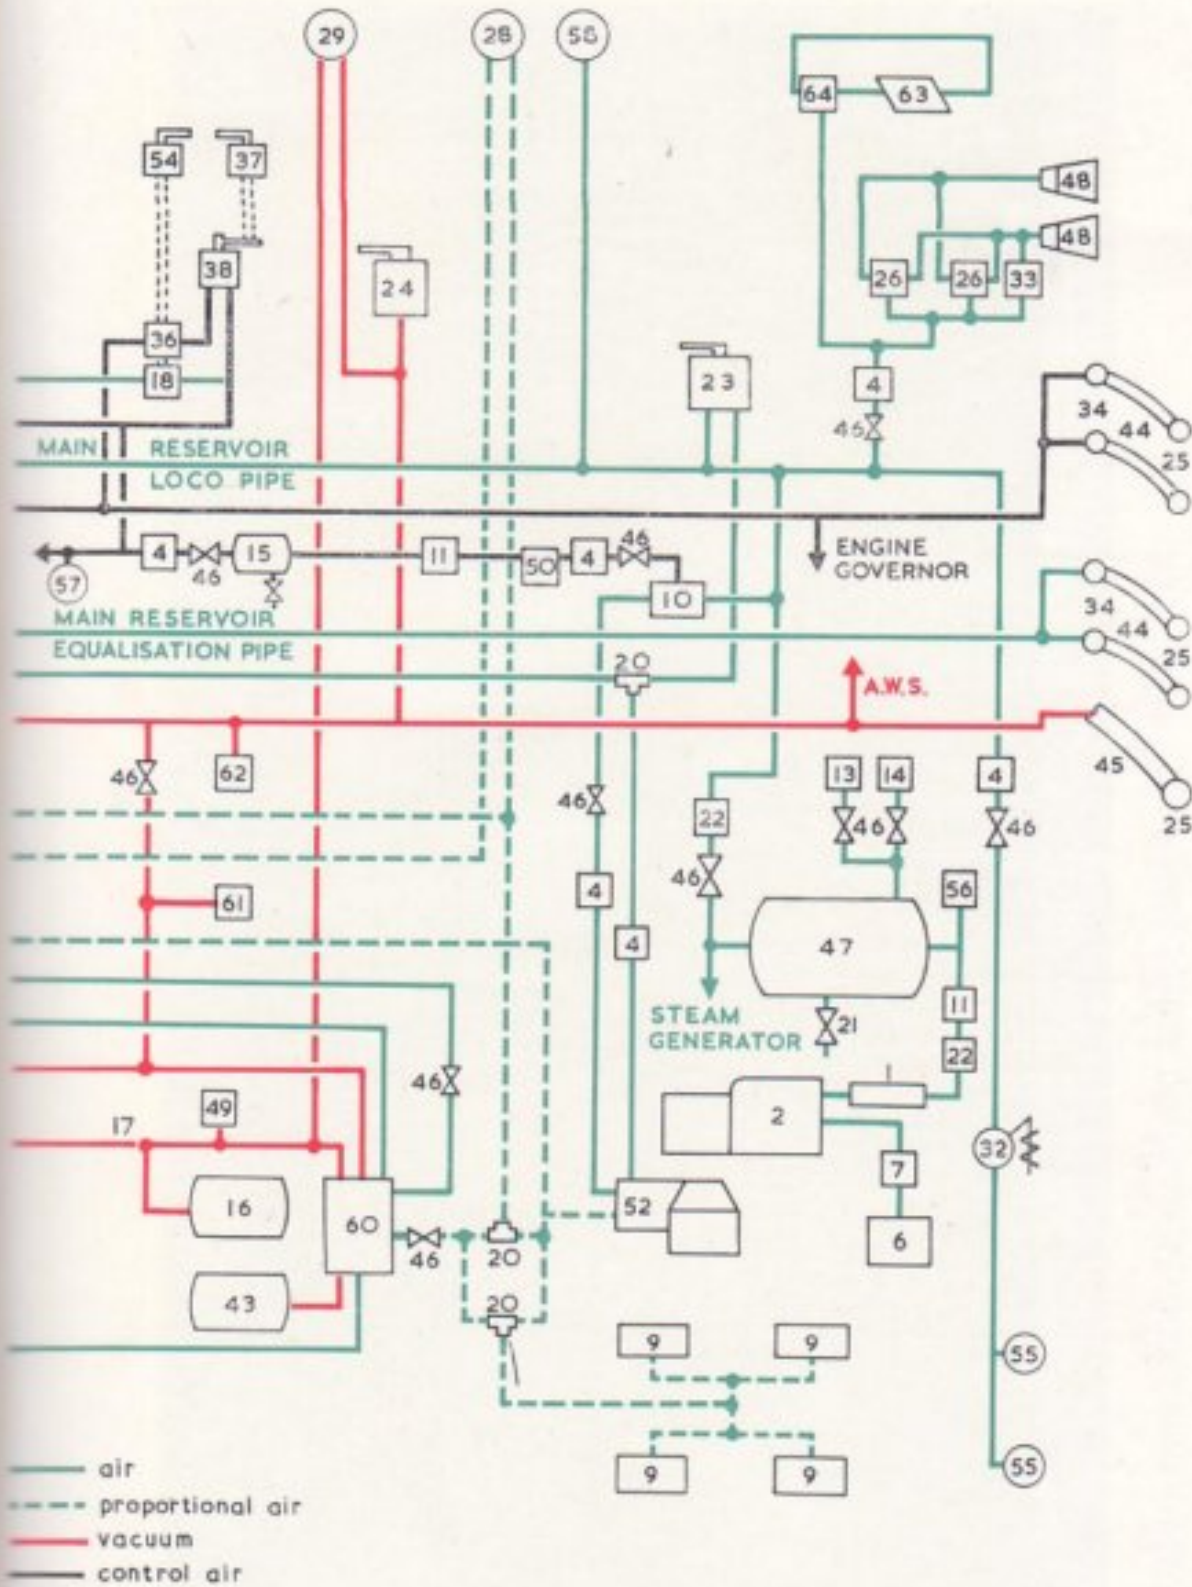 29 28 58
64 63
54 37
48
48
38
26 26 33
24
36
18
23
4
34
44
46
25
MAIN RESERVOIR
LOCO PIPE
4 46 15 11 50 4 46
57
10
ENGINE
GOVERNOR
34
44
25
MAIN RESERVOIR
EQUALISATION PIPE
20
A.W.S.
46 62
13 14 4 45
46 22 46 46 25
46
61 4 56
4 47
11
STEAM
GENERATOR
21
22
46
1
49 2
17 32
7
16 60 52
46 20 6
43 20
9 9 55
9 9 55
air
proportional air
vacuum
control air